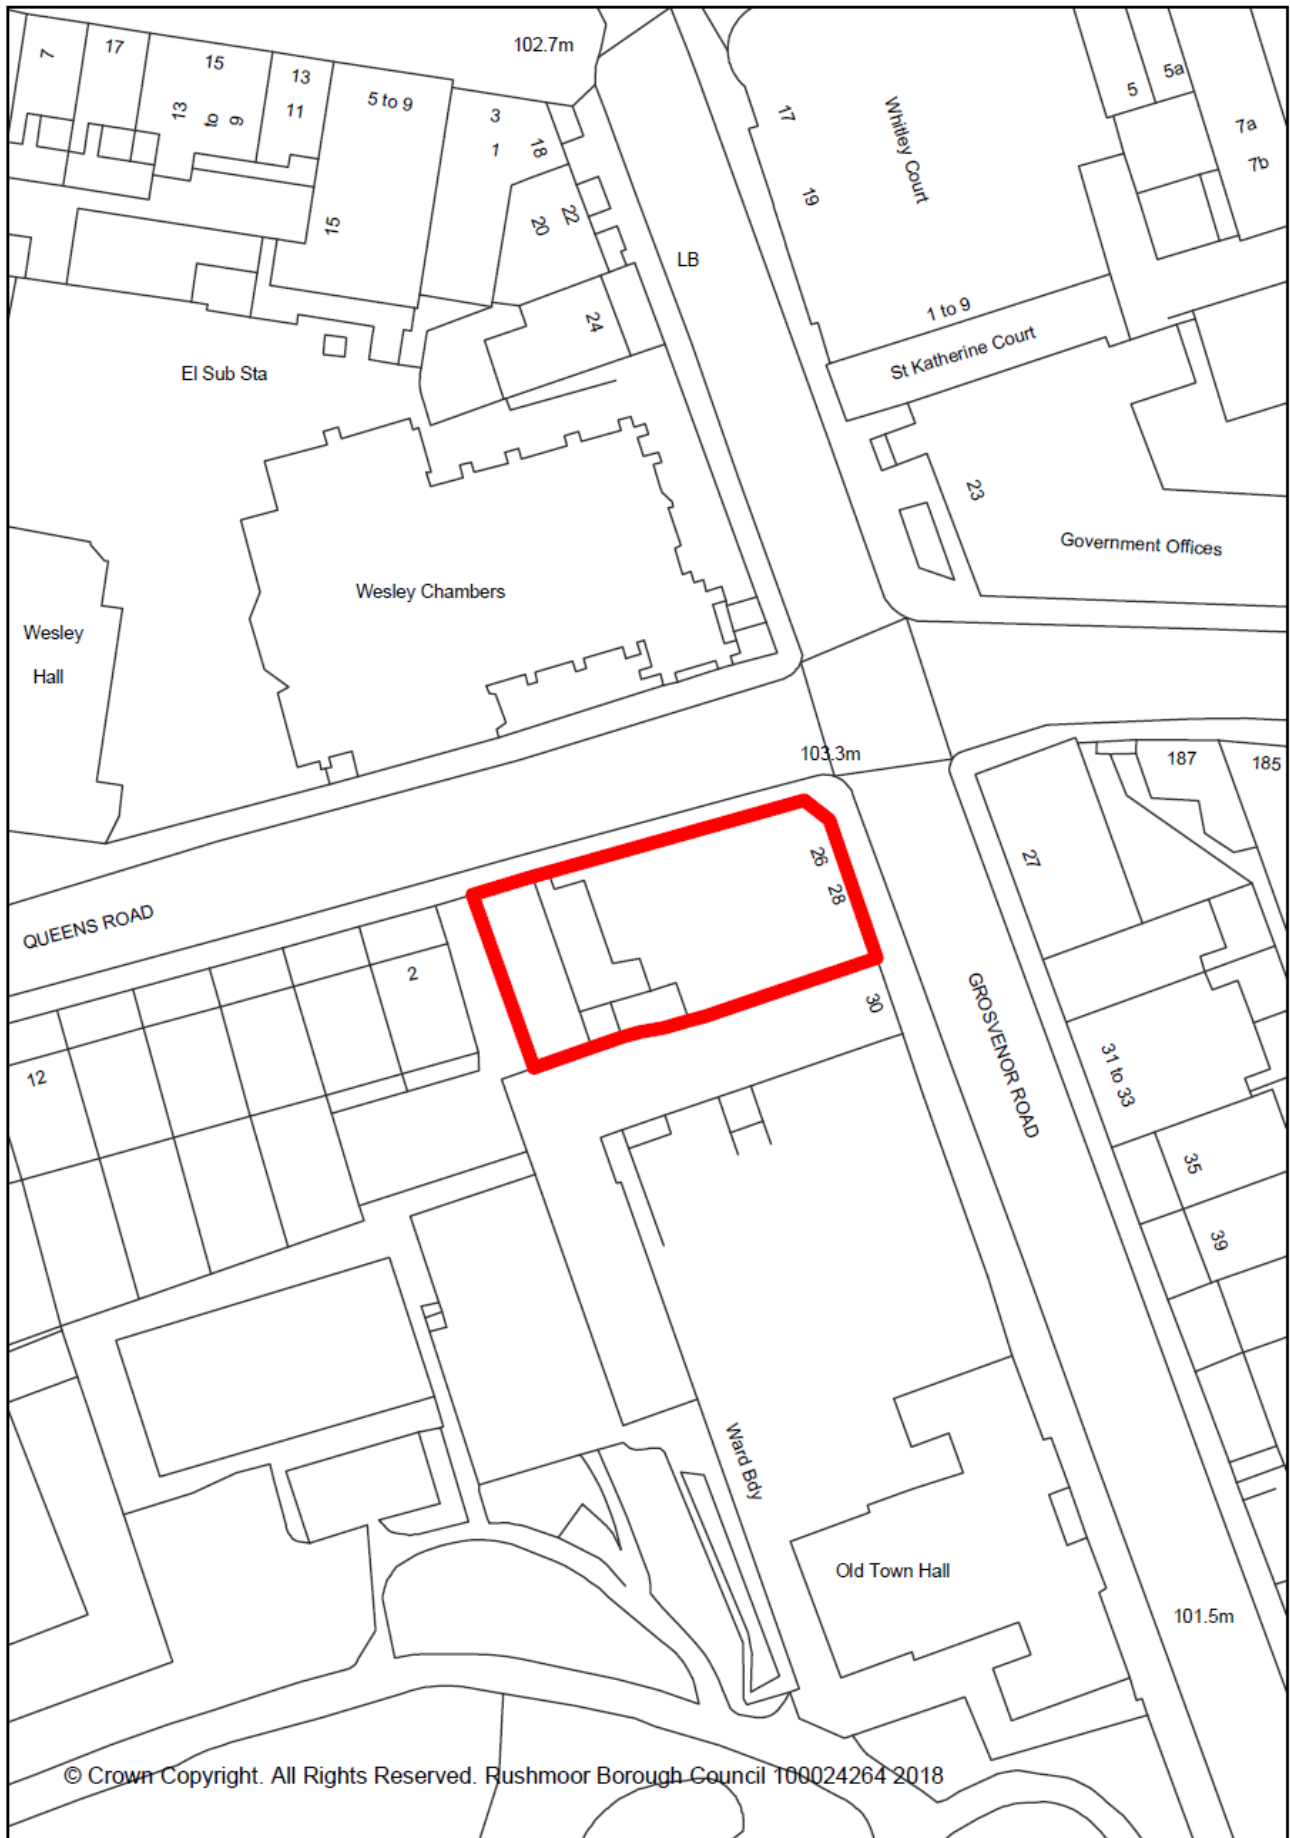 102.7m
7
17
15
13
to
9
13
11
5 to 9
3
1
18
15
20
22
24
17
19
Whitley Court
5
5a
7a
7b
LB
1 to 9
St Katherine Court
El Sub Sta
23
Government Offices
Wesley Chambers
Wesley
Hall
103.3m
187
185
26
28
27
QUEENS ROAD
2
12
30
GROSVENOR ROAD
31 to 33
35
39
Ward Bdy
Old Town Hall
101.5m
© Crown Copyright. All Rights Reserved. Rushmoor Borough Council 100024264 2018